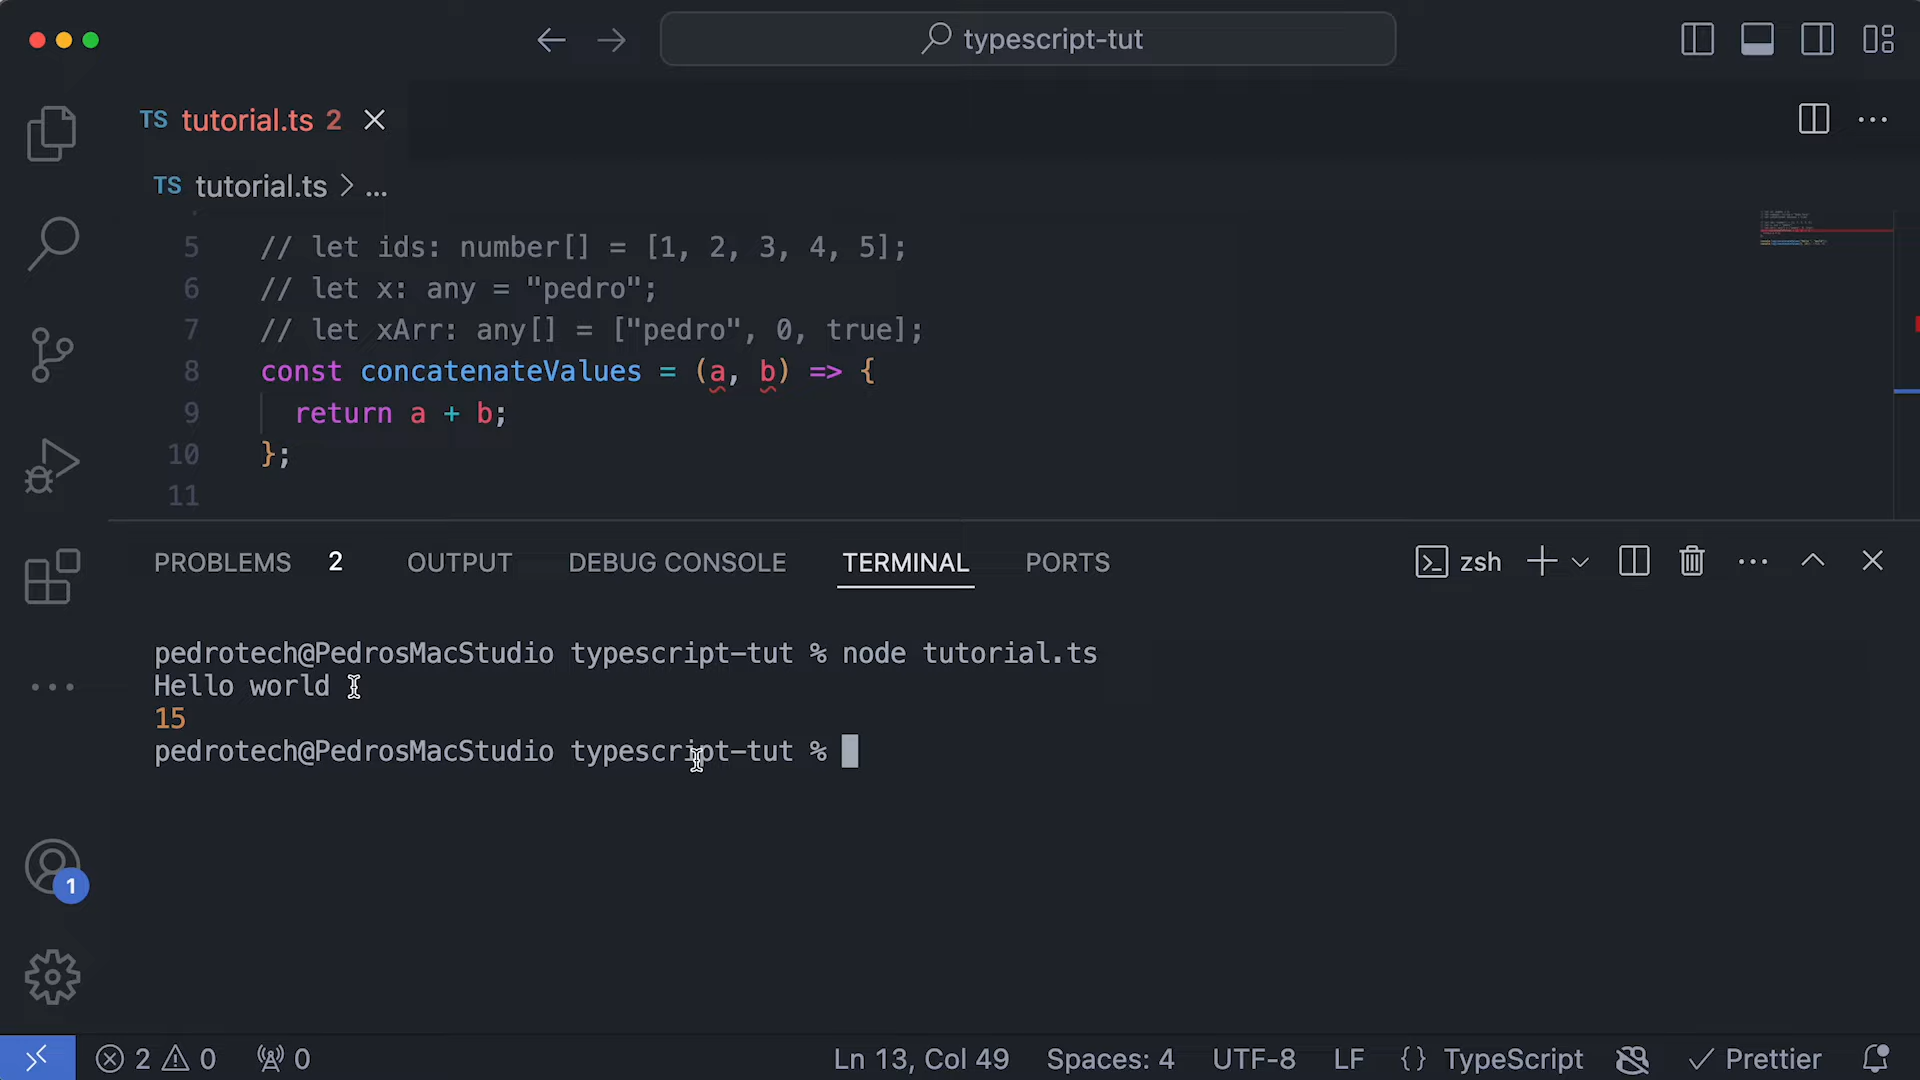 typescript-tut
TS tutorial.ts 2
TS tutorial.ts > ...
5 // let ids: number[] = [1, 2, 3, 4, 5];
6 // let x: any = "pedro";
7 // let xArr: any[] = ["pedro", 0, true];
8 const concatenateValues = (a, b) => {
9 return a + b;
10 };
11
PROBLEMS 2 OUTPUT DEBUG CONSOLE TERMINAL PORTS zsh
pedrotech@PedrosMacStudio typescript-tut % node tutorial.ts
Hello world
15
pedrotech@PedrosMacStudio typescript-tut %
1
2 0 0 Ln 13, Col 49 Spaces: 4 UTF-8 LF {} TypeScript Prettier